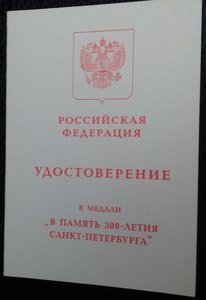 РОССИЙСКАЯ
ФЕДЕРАЦИЯ
УДОСТОВЕРЕНИЕ
К МЕДАЛИ
„В ПАМЯТЬ 300-ЛЕТИЯ
САНКТ-ПЕТЕРБУРГА“